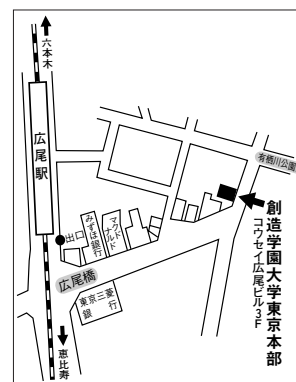 六本木
広尾駅
有栖川公園
出口
みずほ
銀行
マクド
ナルド
創造学園大学東京本部
コウセイ広尾ビル3F
広尾橋
東京三菱
銀行
恵比寿